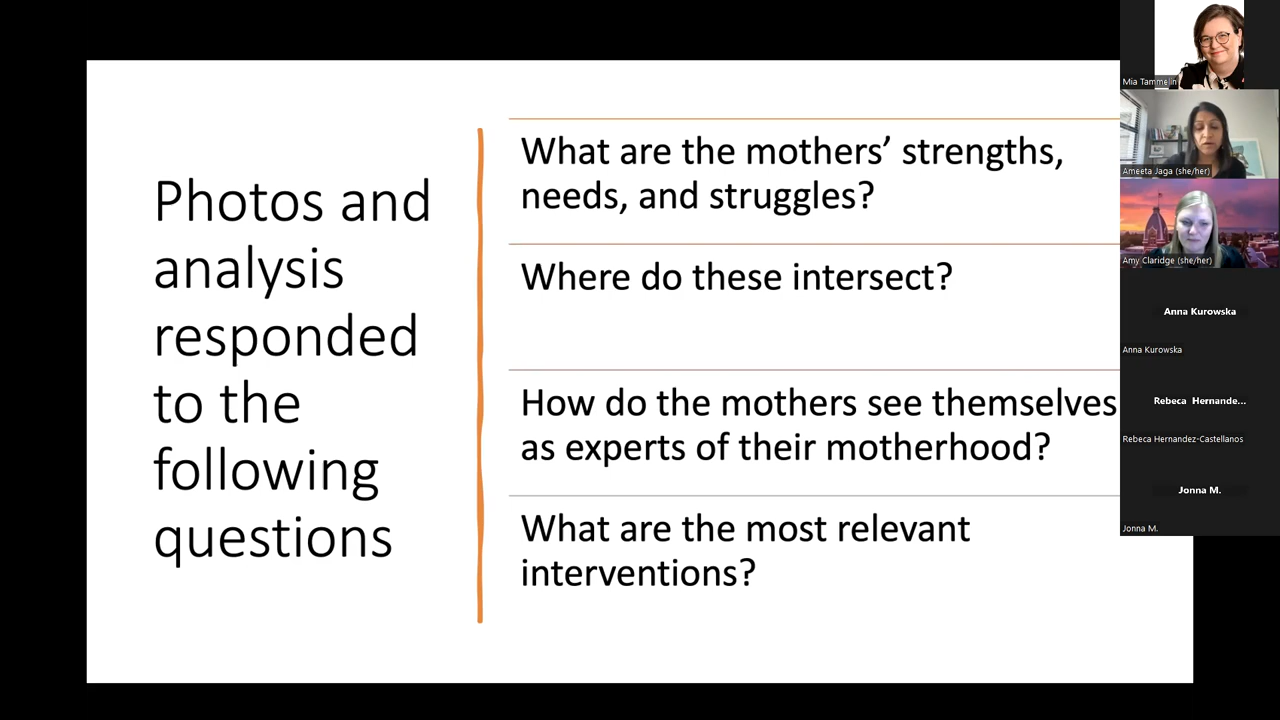 Photos and
analysis
responded
to the
following
questions
What are the mothers’ strengths,
needs, and struggles?
Where do these intersect?
How do the mothers see themselves
as experts of their motherhood?
What are the most relevant
interventions?
Mia Tammelin
Ameeta Jaga (she/her)
Amy Claridge (she/her)
Anna Kurowska
Anna Kurowska
Rebeca Hernande...
Rebeca Hernandez-Castellanos
Jonna M.
Jonna M.